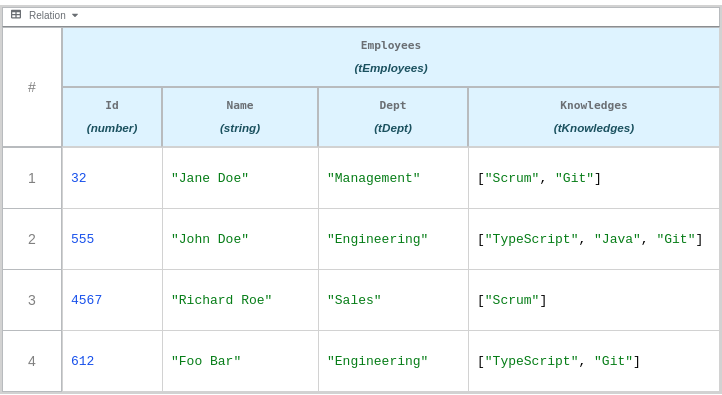 Relation
#
Employees
(tEmployees)
Id Name Dept Knowledges
(number) (string) (tDept) (tKnowledges)
1 32 "Jane Doe" "Management" ["Scrum", "Git"]
2 555 "John Doe" "Engineering" ["TypeScript", "Java", "Git"]
3 4567 "Richard Roe" "Sales" ["Scrum"]
4 612 "Foo Bar" "Engineering" ["TypeScript", "Git"]